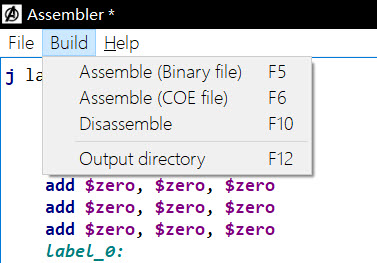 Assembler *
File Build Help
j la
Assemble (Binary file) F5
Assemble (COE file) F6
Disassemble F10
Output directory F12
add $zero, $zero, $zero
add $zero, $zero, $zero
add $zero, $zero, $zero
label_0: